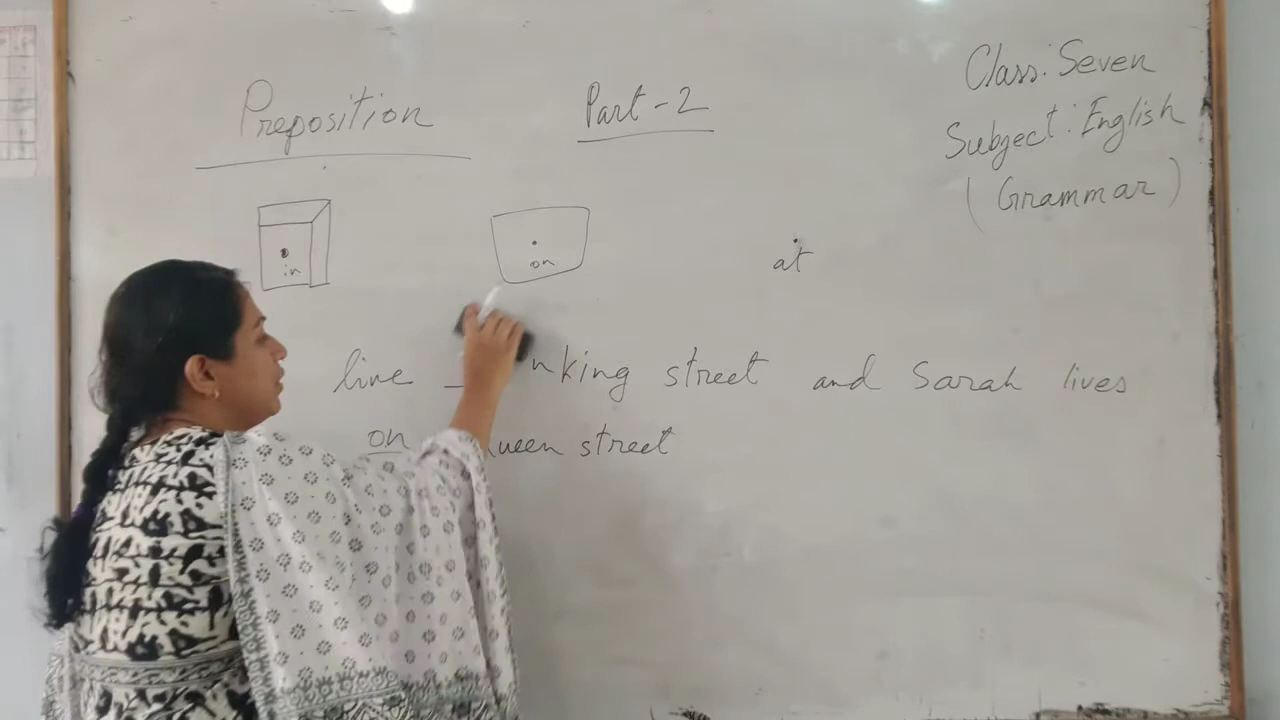 Preposition
Part-2
Class: Seven
Subject: English
(Grammar)
in
on
at
live nking street and Sarah lives
on ueen street